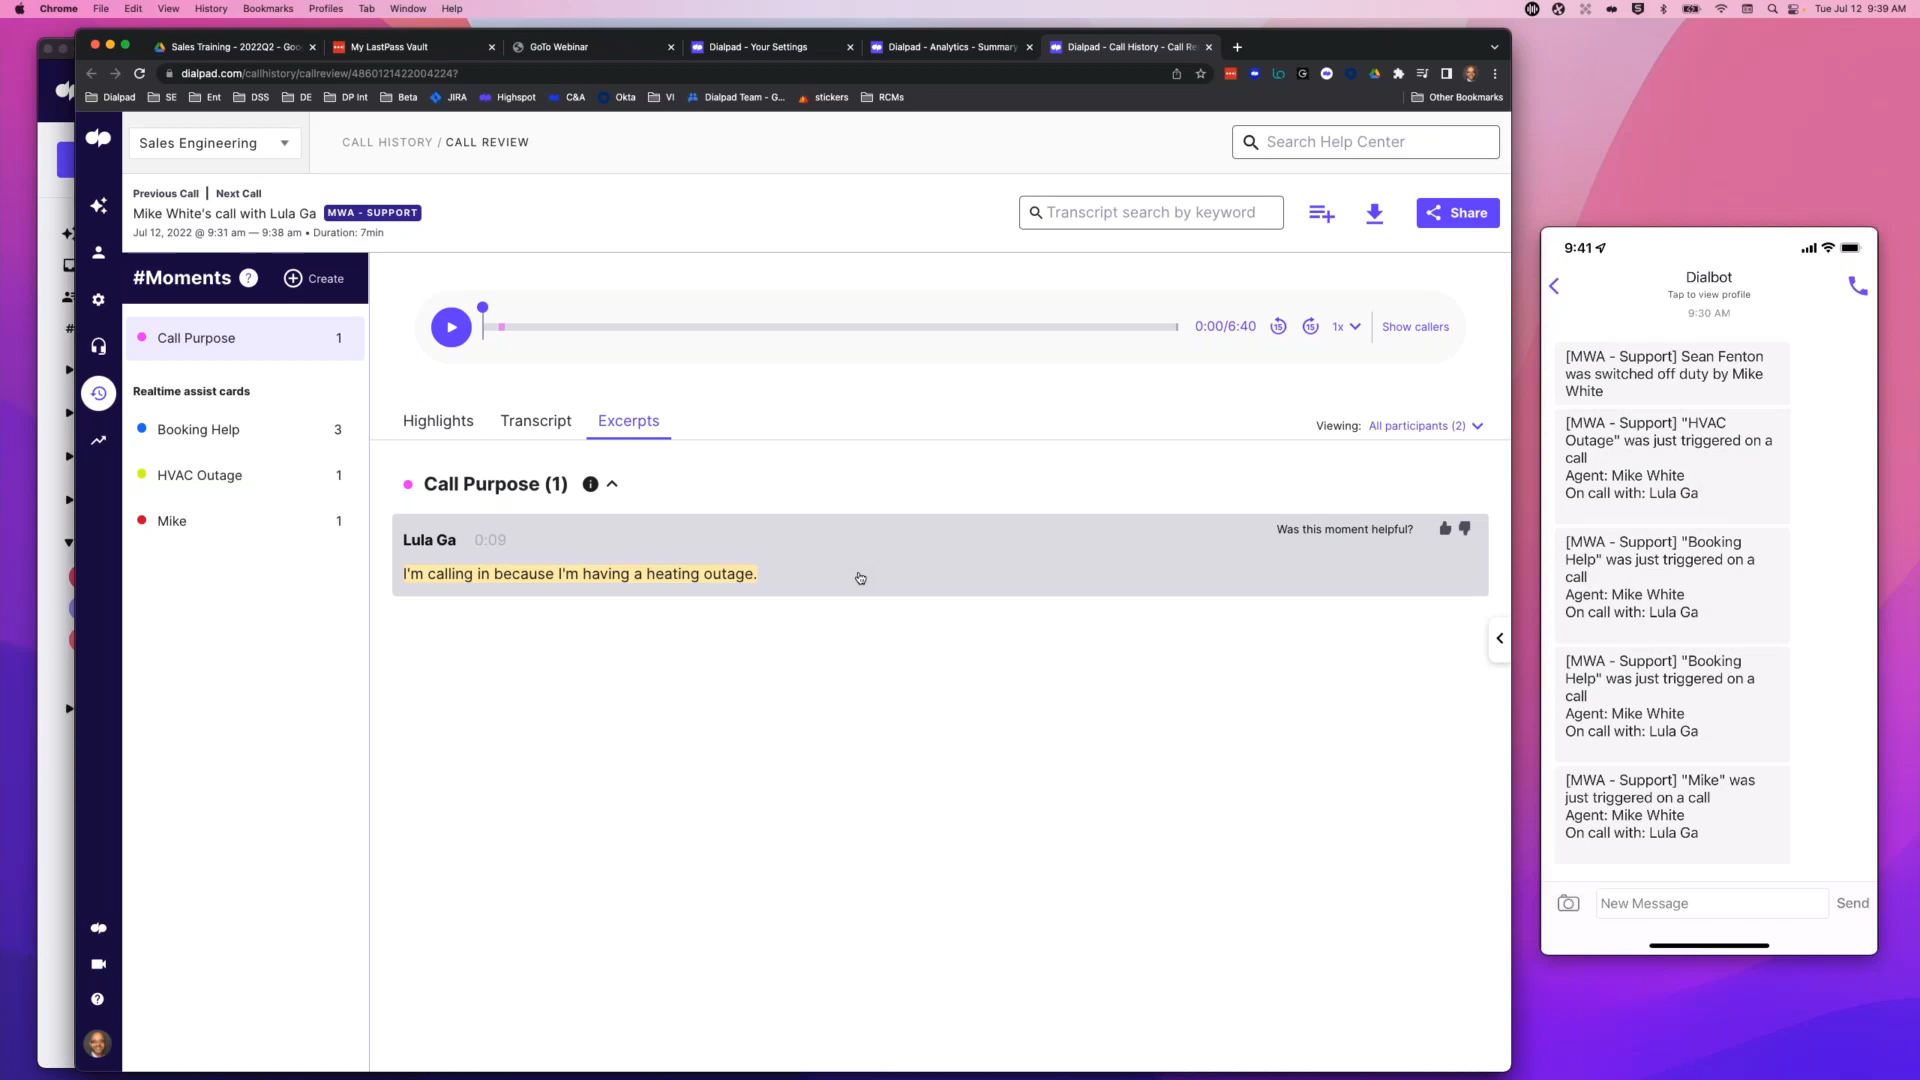 Chrome File Edit View History Bookmarks Profiles Tab Window Help
Tue Jul 12 9:39 AM
Sales Training - 2022Q2 - Goo
My LastPass Vault
GoTo Webinar
Dialpad - Your Settings
Dialpad - Analytics - Summary
Dialpad - Call History - Call Re
dialpad.com/callhistory/callreview/4860121422004224?
Dialpad SE Ent DSS DE DP Int Beta JIRA Highspot C&A Okta VI Dialpad Team - G... stickers RCMs Other Bookmarks
Sales Engineering
CALL HISTORY / CALL REVIEW
Search Help Center
Previous Call | Next Call
Mike White's call with Lula Ga MWA - SUPPORT
Jul 12, 2022 @ 9:31 am — 9:38 am • Duration: 7min
Transcript search by keyword
Share
#Moments ? Create
Call Purpose 1
Realtime assist cards
Booking Help 3
HVAC Outage 1
Mike 1
0:00/6:40 15 15 1x Show callers
Highlights Transcript Excerpts
Viewing: All participants (2)
Call Purpose (1)
Lula Ga 0:09
Was this moment helpful?
I'm calling in because I'm having a heating outage.
9:41
Dialbot
Tap to view profile
9:30 AM
[MWA - Support] Sean Fenton
was switched off duty by Mike
White
[MWA - Support] "HVAC
Outage" was just triggered on a
call
Agent: Mike White
On call with: Lula Ga
[MWA - Support] "Booking
Help" was just triggered on a
call
Agent: Mike White
On call with: Lula Ga
[MWA - Support] "Booking
Help" was just triggered on a
call
Agent: Mike White
On call with: Lula Ga
[MWA - Support] "Mike" was
just triggered on a call
Agent: Mike White
On call with: Lula Ga
New Message
Send